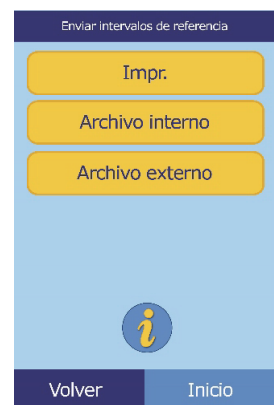 Enviar intervalos de referencia
Impr.
Archivo interno
Archivo externo
i
Volver Inicio